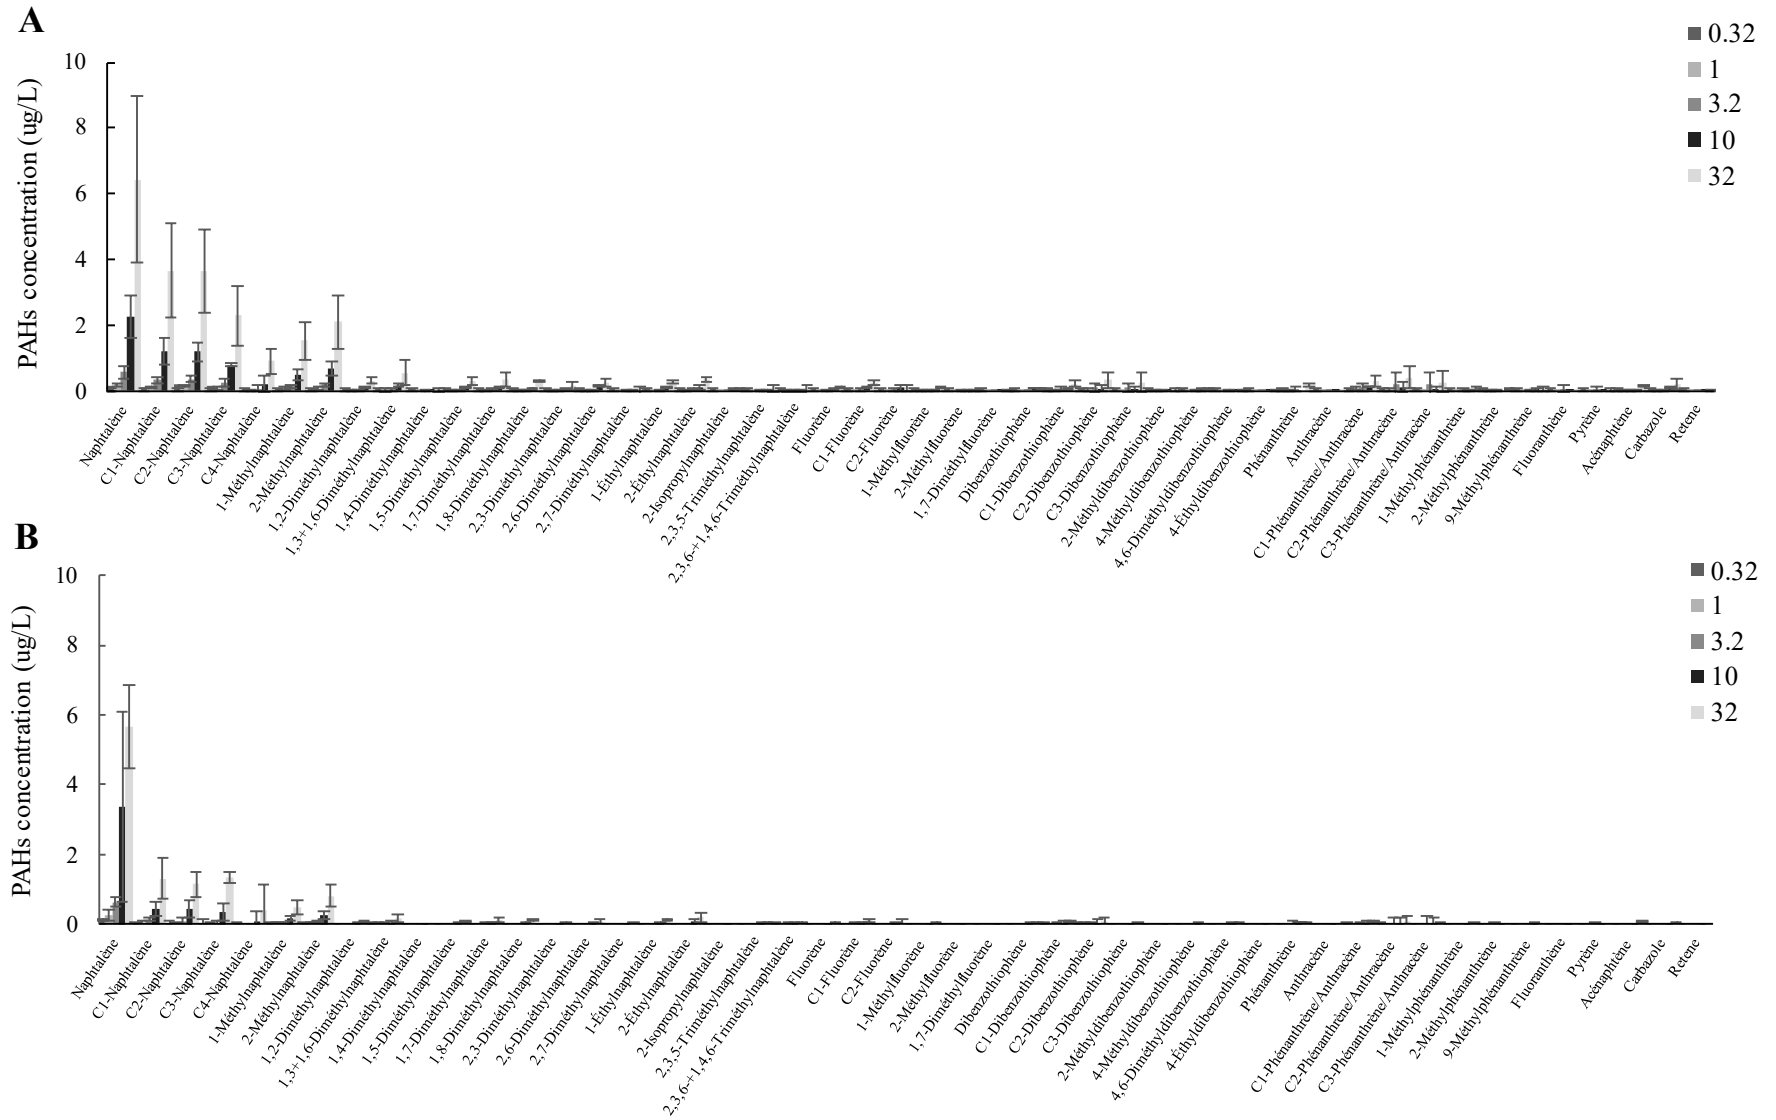 A
0.32
1
3.2
10
32
PAHs concentration (ug/L)
10
8
6
4
2
0
Naphtalène
C1-Naphtalène
C2-Naphtalène
C3-Naphtalène
C4-Naphtalène
1-Méthylnaphtalène
2-Méthylnaphtalène
1,2-Diméthylnaphtalène
1,3+1,6-Diméthylnaphtalène
1,4-Diméthylnaphtalène
1,5-Diméthylnaphtalène
1,7-Diméthylnaphtalène
1,8-Diméthylnaphtalène
2,3-Diméthylnaphtalène
2,6-Diméthylnaphtalène
2,7-Diméthylnaphtalène
1-Éthylnaphtalène
2-Éthylnaphtalène
2-Isopropylnaphtalène
2,3,5-Triméthylnaphtalène
2,3,6-+1,4,6-Triméthylnaphtalène
Fluorène
C1-Fluorène
C2-Fluorène
1-Méthylfluorène
2-Méthylfluorène
1,7-Diméthylfluorène
Dibenzothiophène
C1-Dibenzothiophène
C2-Dibenzothiophène
C3-Dibenzothiophène
2-Méthyldibenzothiophène
4-Méthyldibenzothiophène
4,6-Diméthyldibenzothiophène
4-Éthyldibenzothiophène
Phénanthrène
Anthracène
C1-Phénanthrène/Anthracène
C2-Phénanthrène/Anthracène
C3-Phénanthrène/Anthracène
1-Méthylphénanthrène
2-Méthylphénanthrène
9-Méthylphénanthrène
Fluoranthène
Pyrène
Acénaphtène
Carbazole
Retene
B
0.32
1
3.2
10
32
PAHs concentration (ug/L)
10
8
6
4
2
0
Naphtalène
C1-Naphtalène
C2-Naphtalène
C3-Naphtalène
C4-Naphtalène
1-Méthylnaphtalène
2-Méthylnaphtalène
1,2-Diméthylnaphtalène
1,3+1,6-Diméthylnaphtalène
1,4-Diméthylnaphtalène
1,5-Diméthylnaphtalène
1,7-Diméthylnaphtalène
1,8-Diméthylnaphtalène
2,3-Diméthylnaphtalène
2,6-Diméthylnaphtalène
2,7-Diméthylnaphtalène
1-Éthylnaphtalène
2-Éthylnaphtalène
2-Isopropylnaphtalène
2,3,5-Triméthylnaphtalène
2,3,6-+1,4,6-Triméthylnaphtalène
Fluorène
C1-Fluorène
C2-Fluorène
1-Méthylfluorène
2-Méthylfluorène
1,7-Diméthylfluorène
Dibenzothiophène
C1-Dibenzothiophène
C2-Dibenzothiophène
C3-Dibenzothiophène
2-Méthyldibenzothiophène
4-Méthyldibenzothiophène
4,6-Diméthyldibenzothiophène
4-Éthyldibenzothiophène
Phénanthrène
Anthracène
C1-Phénanthrène/Anthracène
C2-Phénanthrène/Anthracène
C3-Phénanthrène/Anthracène
1-Méthylphénanthrène
2-Méthylphénanthrène
9-Méthylphénanthrène
Fluoranthène
Pyrène
Acénaphtène
Carbazole
Retene